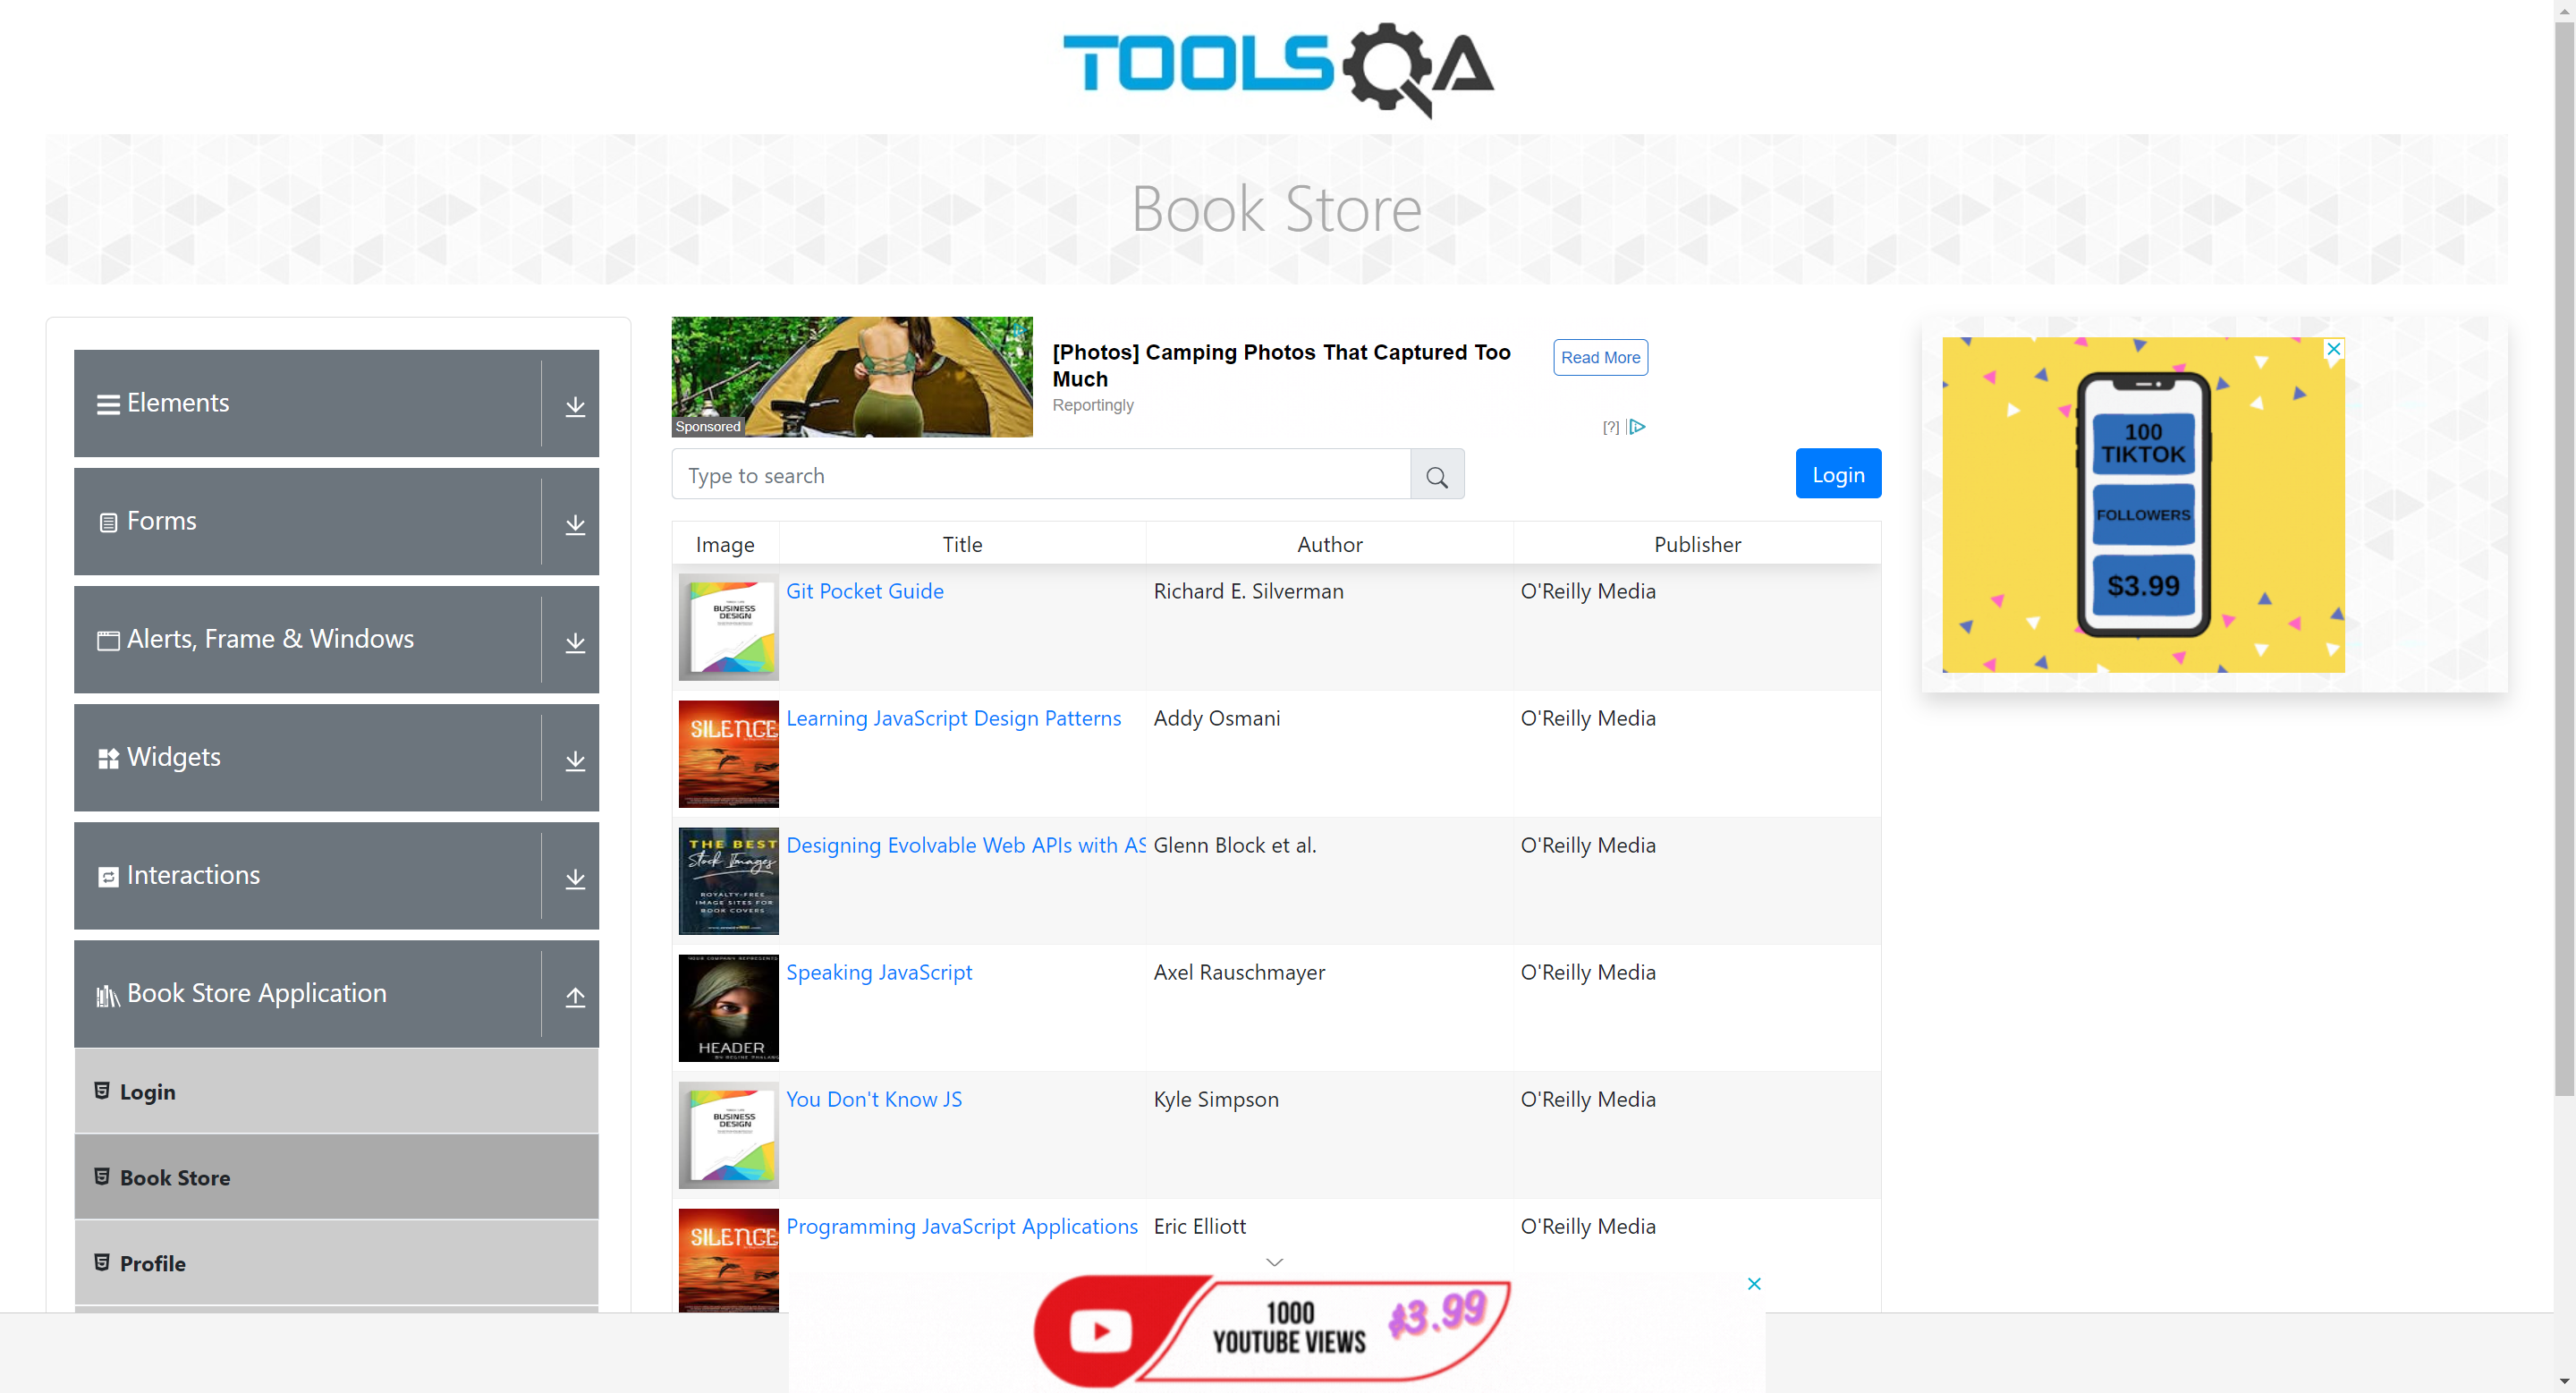 TOOLSQA
Book Store
Elements
Forms
Alerts, Frame & Windows
Widgets
Interactions
Book Store Application
Login
Book Store
Profile
Sponsored
[Photos] Camping Photos That Captured Too
Much
Reportingly
Read More
[?]
Type to search
Login
Image Title Author Publisher
BUSINESS
DESIGN
Git Pocket Guide Richard E. Silverman O'Reilly Media
SILENCE
Learning JavaScript Design Patterns Addy Osmani O'Reilly Media
THE BEST
Stock Images
ROYALTY-FREE
IMAGE SITES FOR
BOOK COVERS
Designing Evolvable Web APIs with AS Glenn Block et al. O'Reilly Media
YOUR COMPANY REPRESENTS
HEADER
Speaking JavaScript Axel Rauschmayer O'Reilly Media
BUSINESS
DESIGN
You Don't Know JS Kyle Simpson O'Reilly Media
SILENCE
Programming JavaScript Applications Eric Elliott O'Reilly Media
100
TIKTOK
FOLLOWERS
$3.99
1000
YOUTUBE VIEWS
$3.99